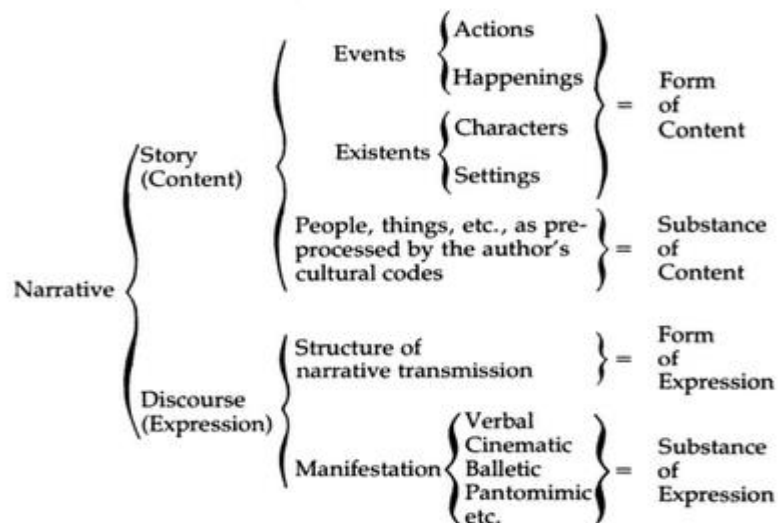 Actions
Events
Happenings
Form
of
Content
=
Characters
Existents
Settings
Story
(Content)
People, things, etc., as pre-
processed by the author's
cultural codes
=
Substance
of
Content
Narrative
Structure of
narrative transmission
=
Form
of
Expression
Discourse
(Expression)
Manifestation
Verbal
Cinematic
Balletic
Pantomimic
etc.
=
Substance
of
Expression